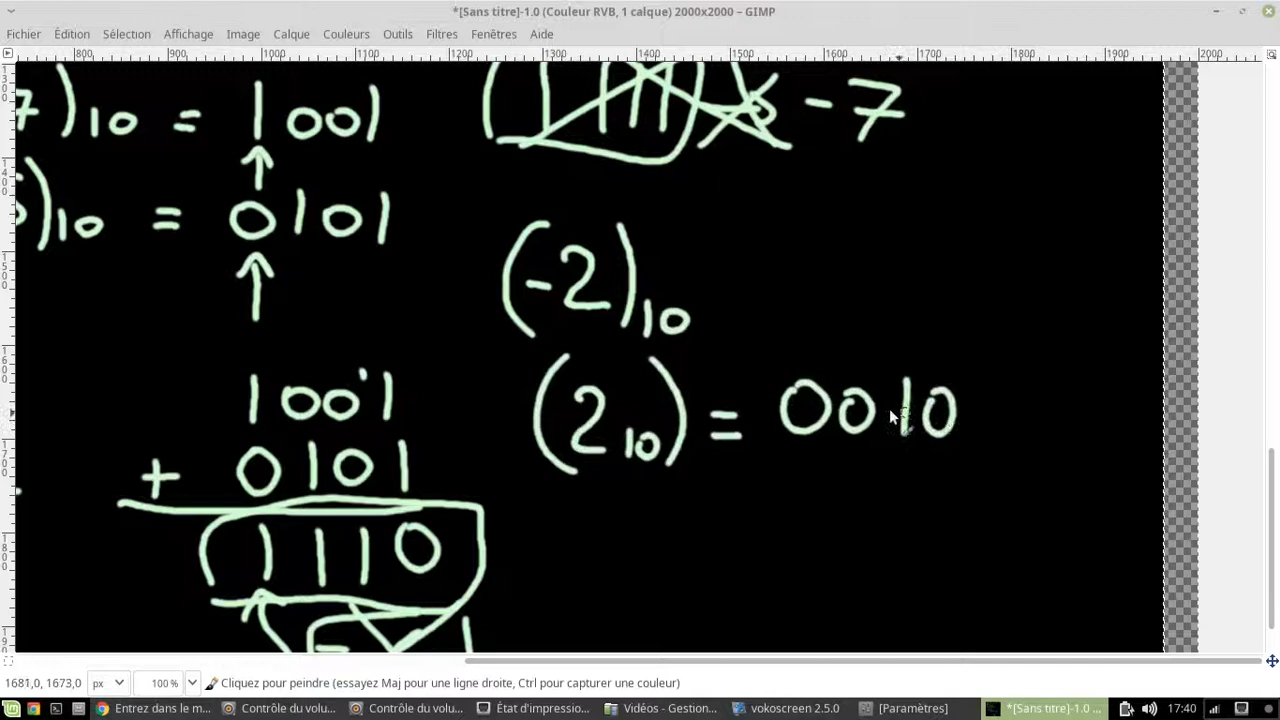 *[Sans titre]-1.0 (Couleur RVB, 1 calque) 2000x2000 – GIMP
Fichier Édition Sélection Affichage Image Calque Couleurs Outils Filtres Fenêtres Aide
800 900 1000 1100 1200 1300 1400 1500 1600 1700 1800 1900 2000
7)10 = 1001
-7
)10 = 0101
(-2)10
(2 10) = 0010
1001
+ 0101
1110
1681,0, 1673,0 px 100 % Cliquez pour peindre (essayez Maj pour une ligne droite, Ctrl pour capturer une couleur)
Entrez dans le m... Contrôle du volu... Contrôle du volu... État d'impressio... Vidéos - Gestion... vokoscreen 2.5.0 [Paramètres] *[Sans titre]-1.0 ... 17:40